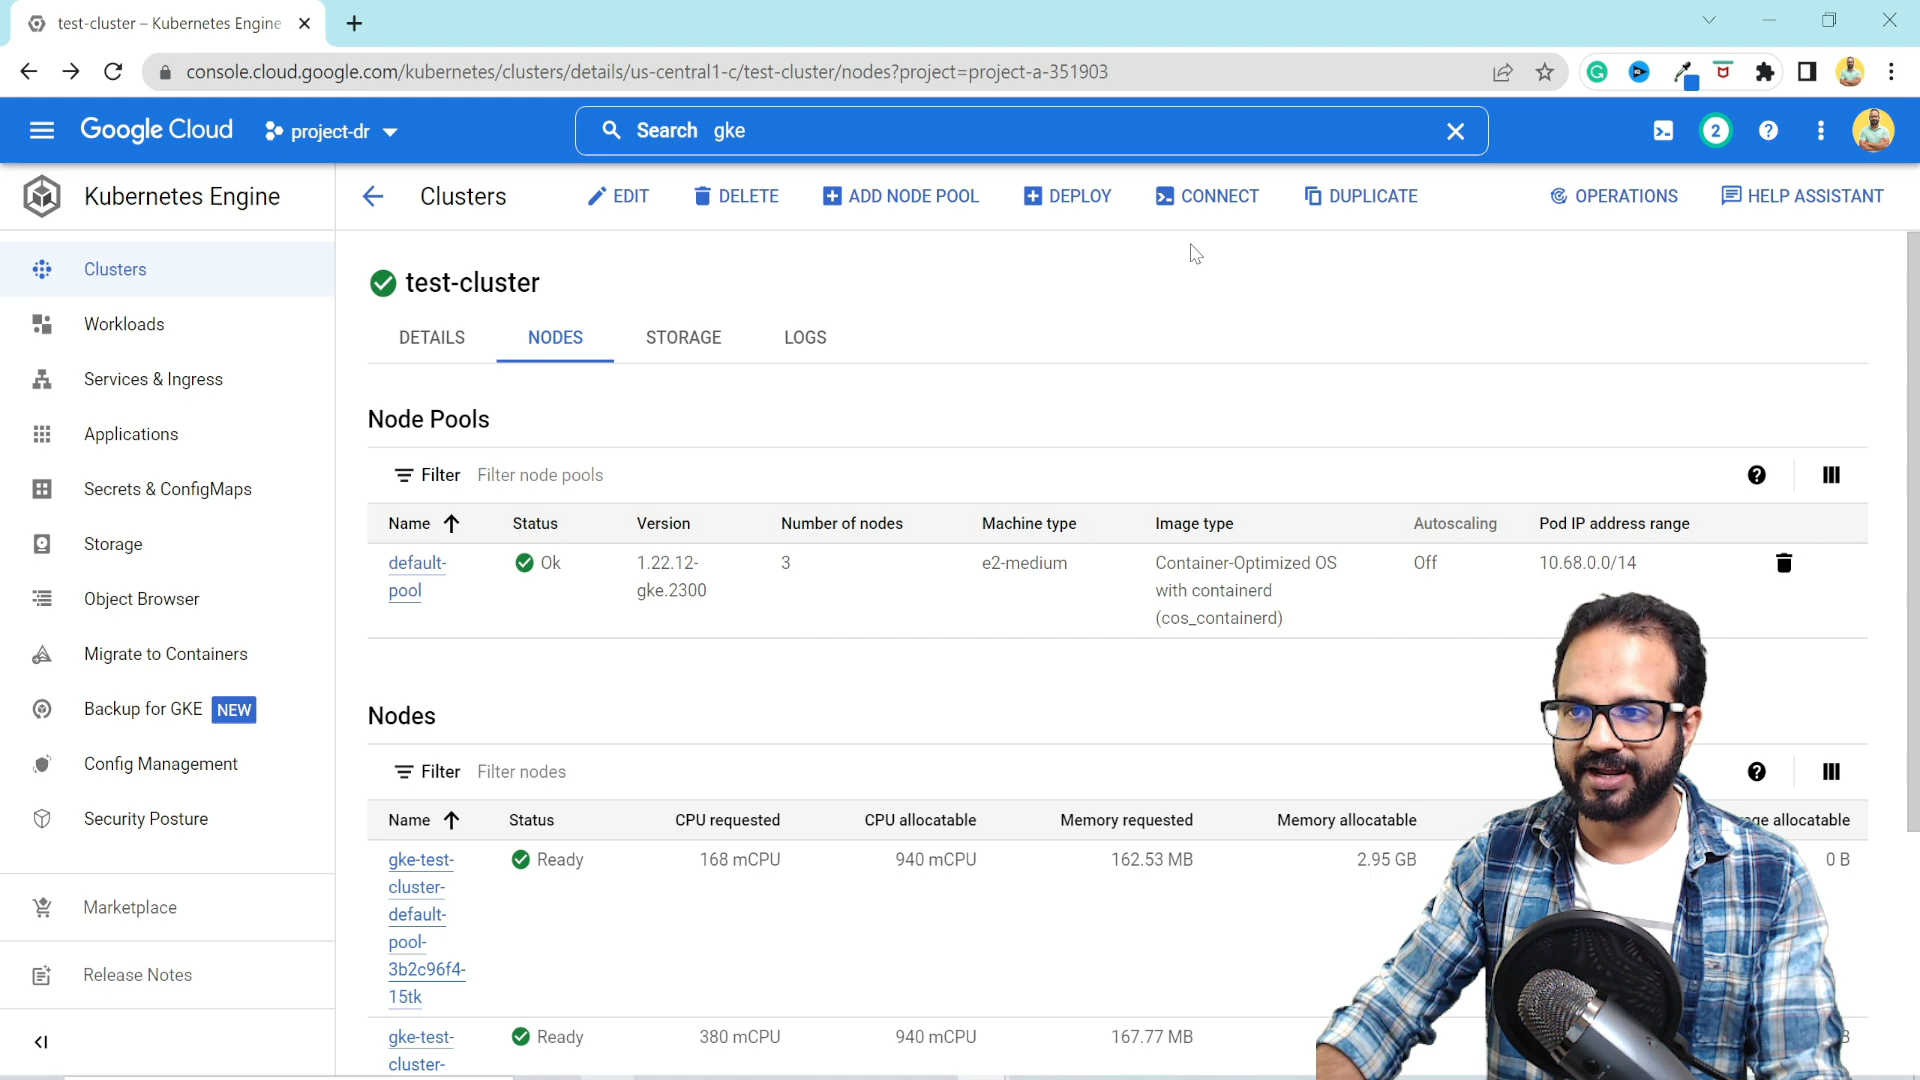 test-cluster – Kubernetes Engine
console.cloud.google.com/kubernetes/clusters/details/us-central1-c/test-cluster/nodes?project=project-a-351903
Google Cloud
project-dr
Search gke
2
Kubernetes Engine
Clusters
EDIT
DELETE
ADD NODE POOL
DEPLOY
CONNECT
DUPLICATE
OPERATIONS
HELP ASSISTANT
Clusters
Workloads
Services & Ingress
Applications
Secrets & ConfigMaps
Storage
Object Browser
Migrate to Containers
Backup for GKE NEW
Config Management
Security Posture
Marketplace
Release Notes
test-cluster
DETAILS
NODES
STORAGE
LOGS
Node Pools
Filter Filter node pools
Name Status Version Number of nodes Machine type Image type Autoscaling Pod IP address range
default- Ok 1.22.12- 3 e2-medium Container-Optimized OS Off 10.68.0.0/14
pool gke.2300 with containerd
(cos_containerd)
Nodes
Filter Filter nodes
Name Status CPU requested CPU allocatable Memory requested Memory allocatable allocatable
gke-test- Ready 168 mCPU 940 mCPU 162.53 MB 2.95 GB 0 B
cluster-
default-
pool-
3b2c96f4-
15tk
gke-test- Ready 380 mCPU 940 mCPU 167.77 MB
cluster-